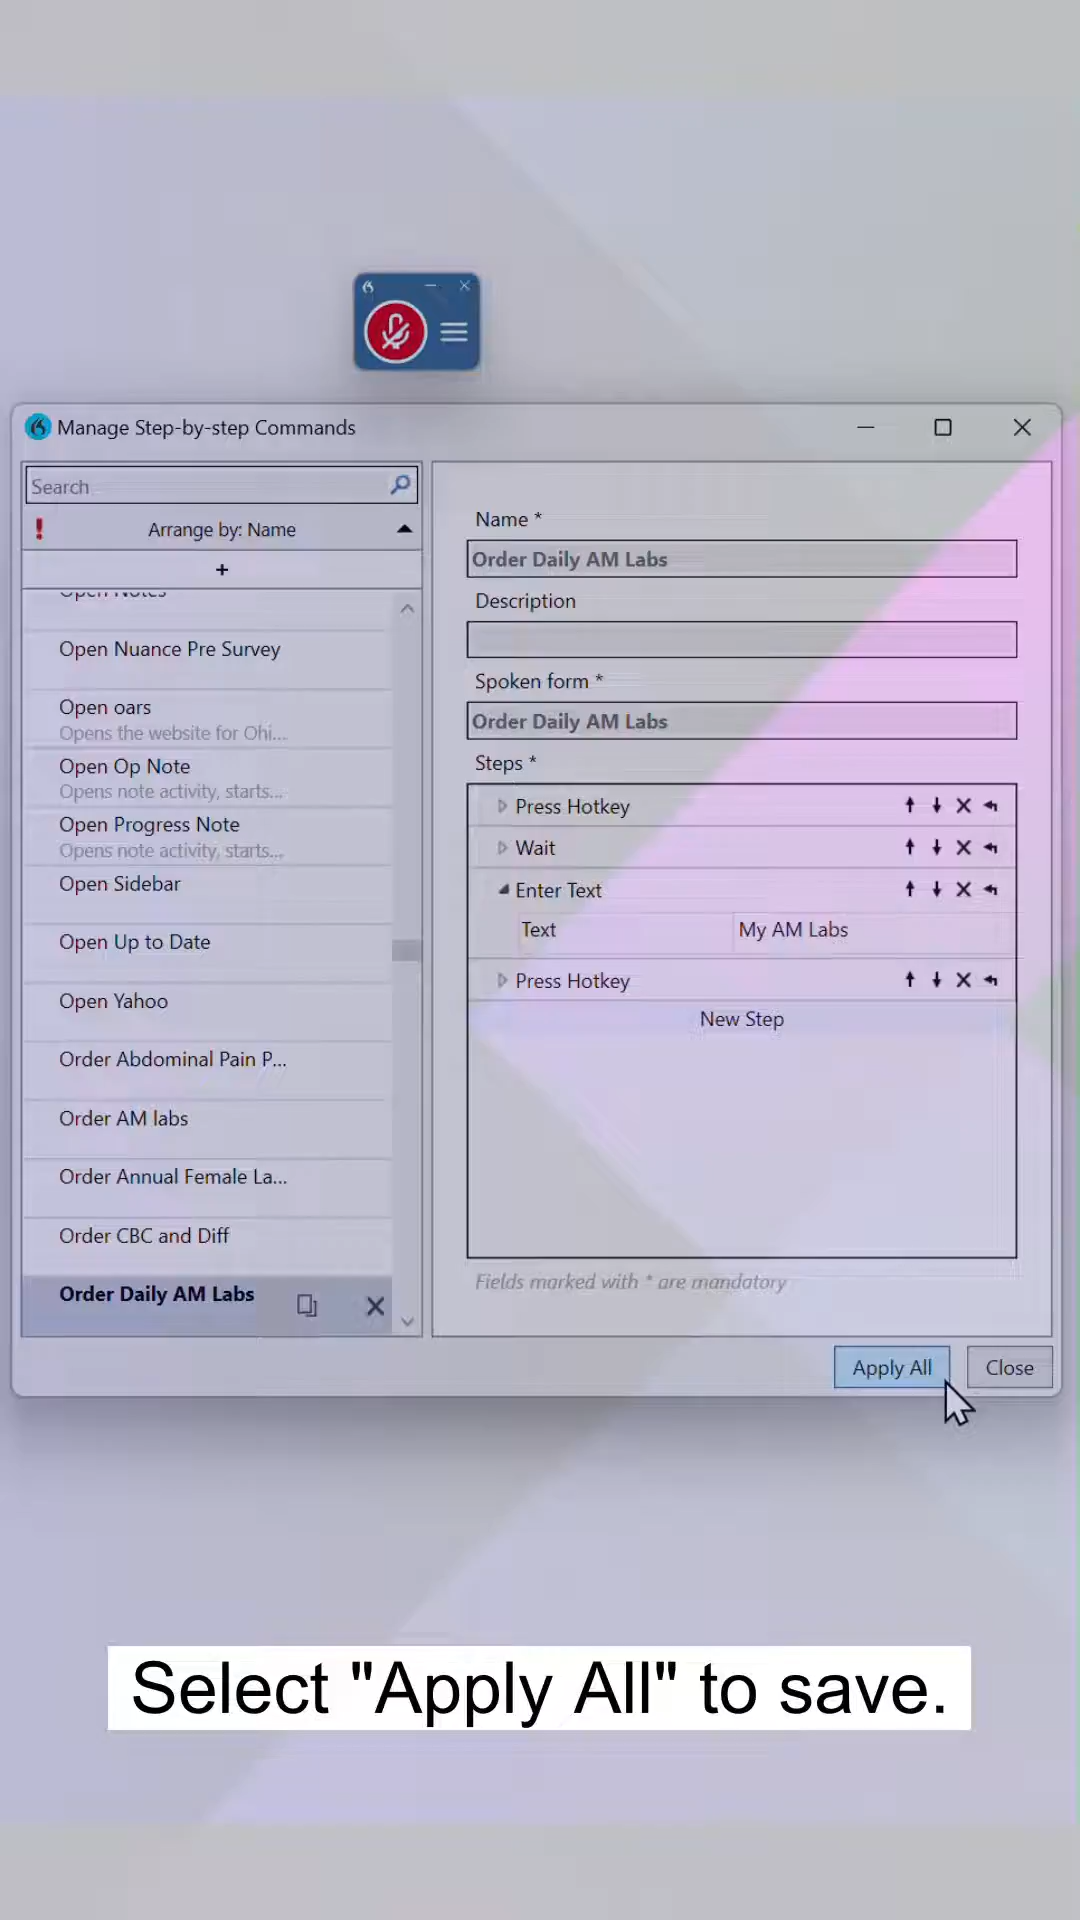 Manage Step-by-step Commands
Search
Arrange by: Name
+
Open Notes
Open Nuance Pre Survey
Open oars
Opens the website for Ohi...
Open Op Note
Opens note activity, starts...
Open Progress Note
Opens note activity, starts...
Open Sidebar
Open Up to Date
Open Yahoo
Order Abdominal Pain P...
Order AM labs
Order Annual Female La...
Order CBC and Diff
Order Daily AM Labs
Name *
Order Daily AM Labs
Description
Spoken form *
Order Daily AM Labs
Steps *
Press Hotkey
Wait
Enter Text
Text My AM Labs
Press Hotkey
New Step
Fields marked with * are mandatory
Apply All Close
Select "Apply All" to save.